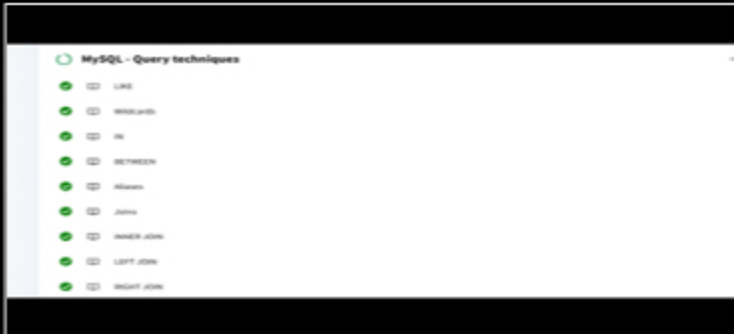 MySQL - Query techniques
LIKE
Wildcards
IN
BETWEEN
Aliases
Joins
INNER JOIN
LEFT JOIN
RIGHT JOIN